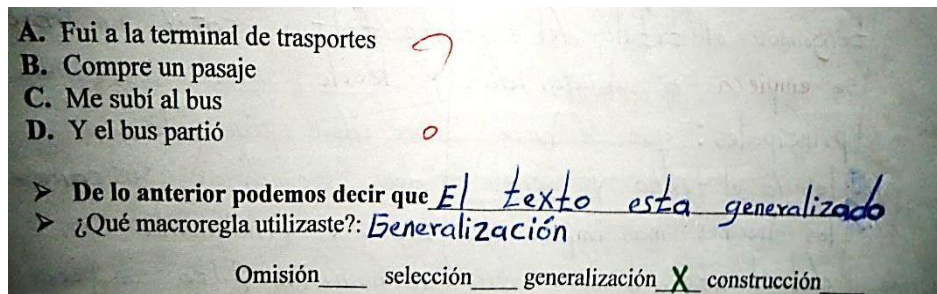 A. Fui a la terminal de trasportes
B. Compre un pasaje
C. Me subí al bus
D. Y el bus partió
?
➤ De lo anterior podemos decir que El texto esta generalizado
➤ ¿Qué macroregla utilizaste?: Generalización
Omisión____ selección____ generalización_X_ construcción____